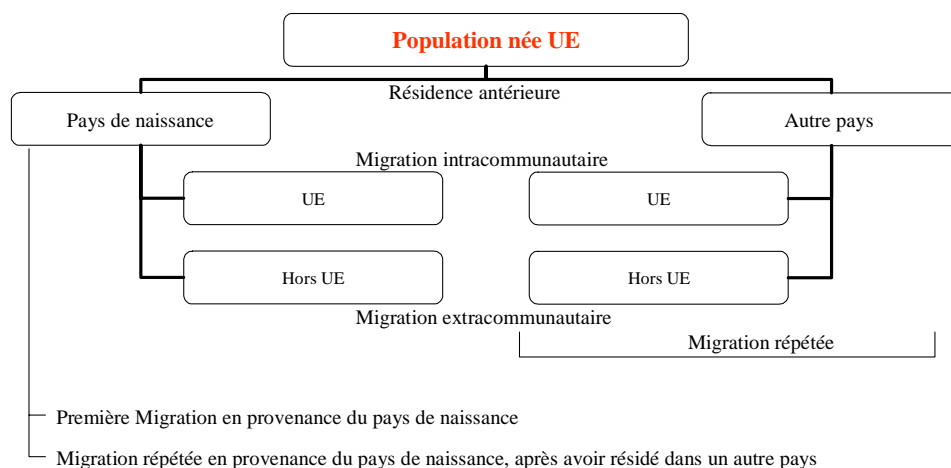 Population née UE
Résidence antérieure
Pays de naissance
Autre pays
Migration intracommunautaire
UE
UE
Hors UE
Hors UE
Migration extracommunautaire
Migration répétée
Première Migration en provenance du pays de naissance
Migration répétée en provenance du pays de naissance, après avoir résidé dans un autre pays